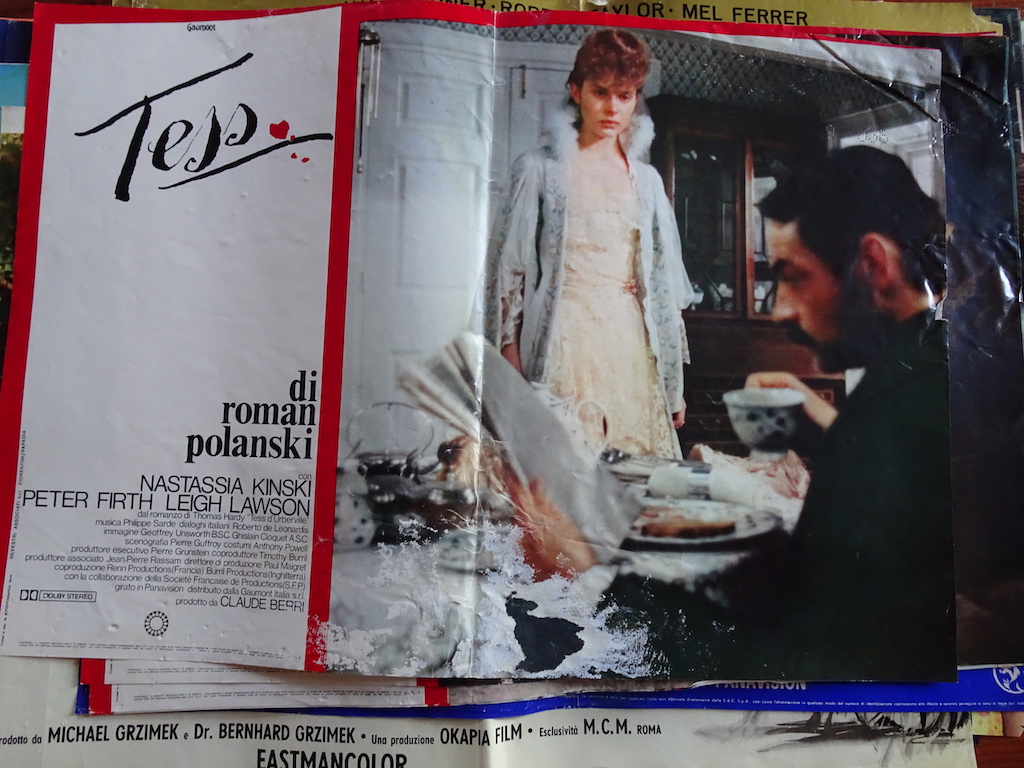 MEL FERRER
Gaumont
Tess
di
roman
polanski
con
NASTASSIA KINSKI
PETER FIRTH LEIGH LAWSON
dal romanzo di Thomas Hardy "Tess d'Urberville"
musica Philippe Sarde dialoghi italiani Roberto de Leonardis
immagine Geoffrey Unsworth B.S.C. Ghislain Cloquet A.S.C.
scenografia Pierre Guffroy costumi Anthony Powell
produttore esecutivo Pierre Grunstein coproduttore Timothy Burril
produttore associato Jean-Pierre Rassam direttore di produzione Paul Maigret
coproduzione Renn Productions (Francia) Burril Productions (Inghilterra)
con la collaborazione della Société Francaise de Productions (S.F.P)
girato in Panavision distribuito dalla Gaumont Italia s.r.l.
prodotto da CLAUDE BERRI
DOLBY STEREO
PANAVISION
rodotto da MICHAEL GRZIMEK e Dr. BERNHARD GRZIMEK • Una produzione OKAPIA FILM • Esclusività M.C.M. ROMA
EASTMANCOLOR